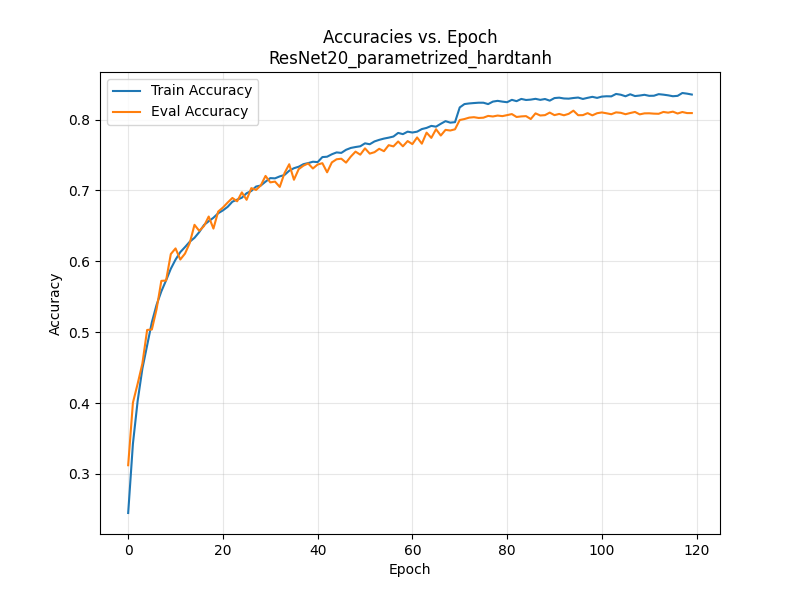 Accuracies vs. Epoch
ResNet20_parametrized_hardtanh
Train Accuracy
Eval Accuracy
Accuracy
0.8
0.7
0.6
0.5
0.4
0.3
0 20 40 60 80 100 120
Epoch